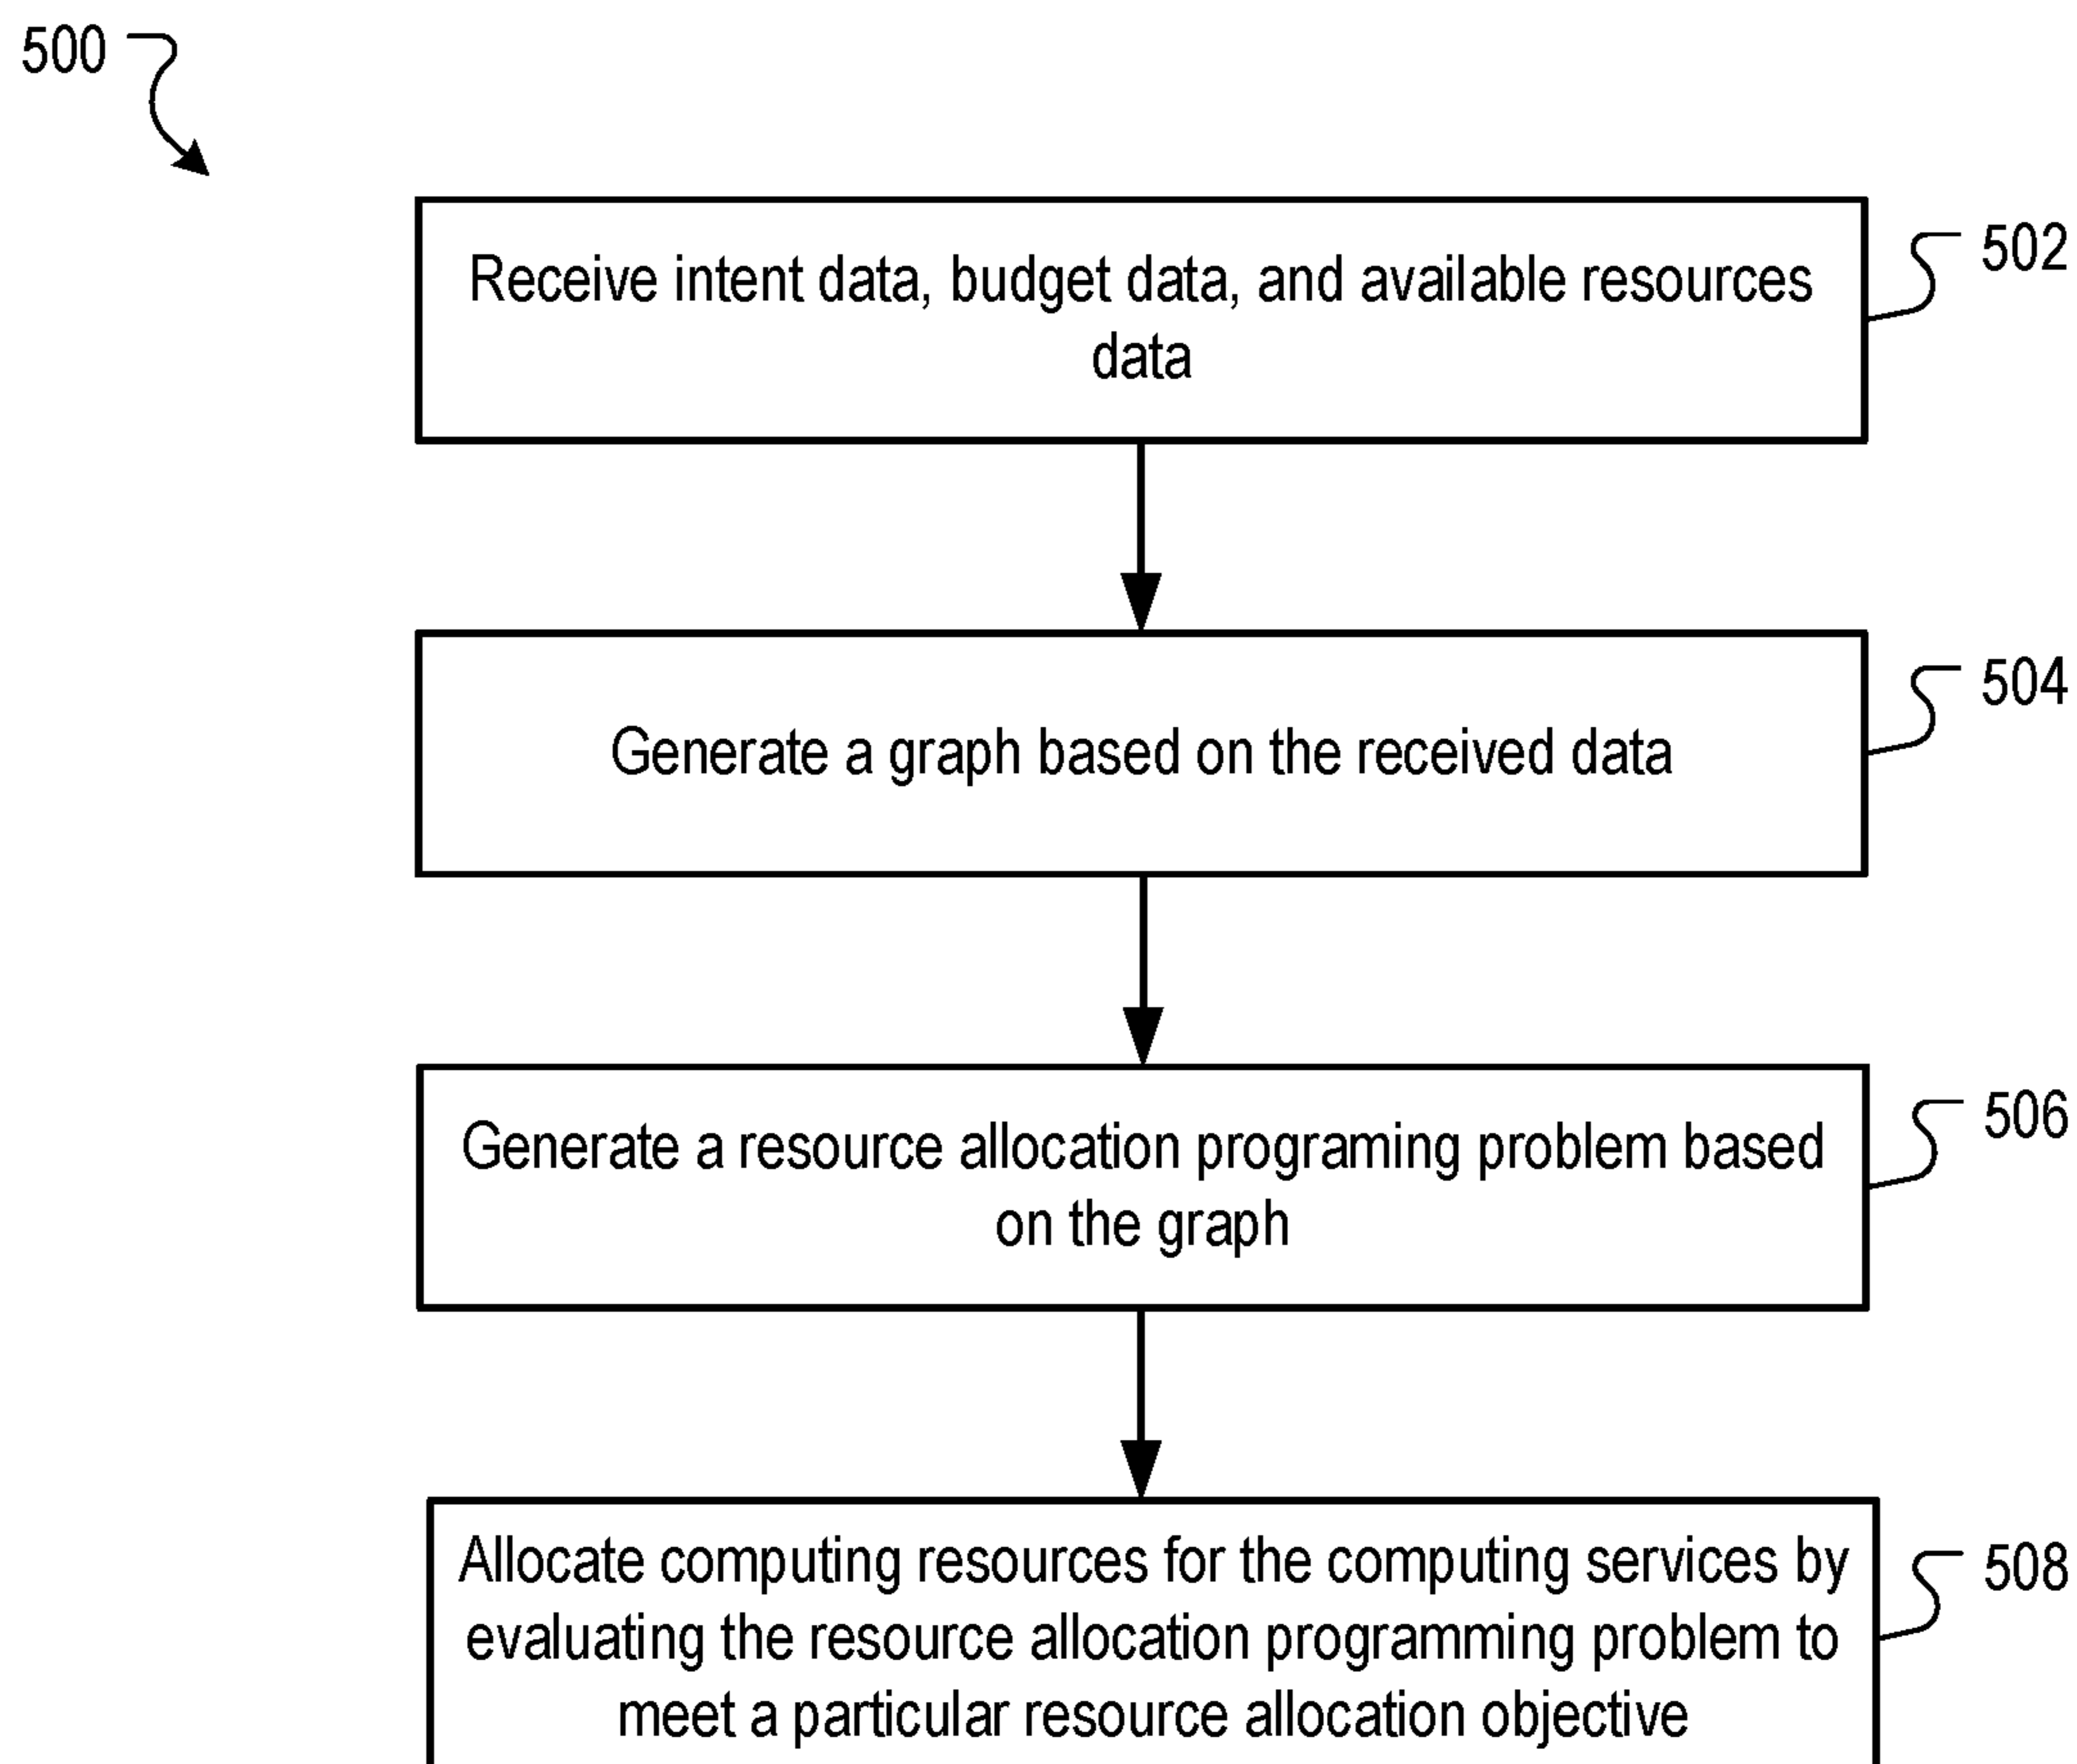 500
Receive intent data, budget data, and available resources
data
502
Generate a graph based on the received data
504
Generate a resource allocation programing problem based
on the graph
506
Allocate computing resources for the computing services by
evaluating the resource allocation programming problem to
meet a particular resource allocation objective
508